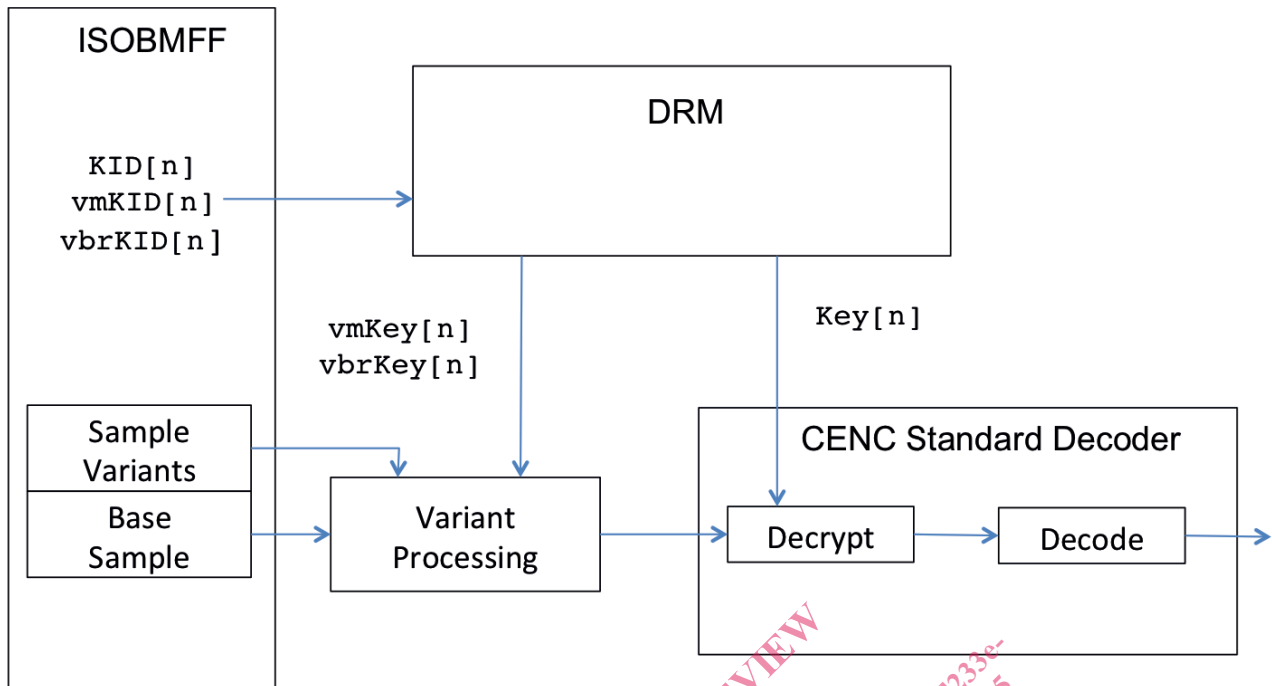 ISOBMFF
DRM
KID[n]
vmKID[n]
vbrKID[n]
vmKey[n]
vbrKey[n]
Key[n]
Sample
Variants
Base
Sample
Variant
Processing
CENC Standard Decoder
Decrypt
Decode